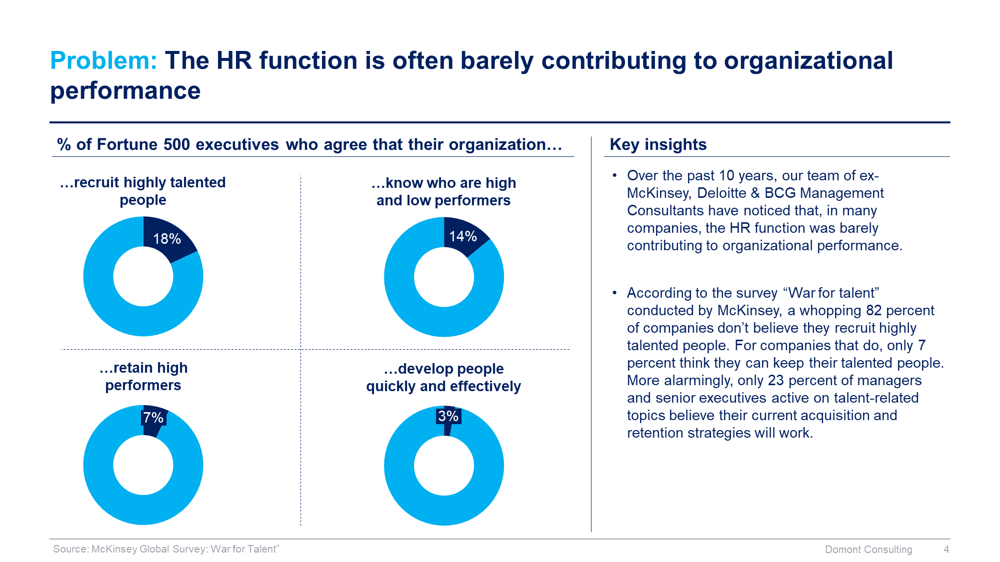 Problem: The HR function is often barely contributing to organizational
performance
% of Fortune 500 executives who agree that their organization…
…recruit highly talented
people
18%
…know who are high
and low performers
14%
…retain high
performers
7%
…develop people
quickly and effectively
3%
Key insights
• Over the past 10 years, our team of ex-
McKinsey, Deloitte & BCG Management
Consultants have noticed that, in many
companies, the HR function was barely
contributing to organizational performance.
• According to the survey “War for talent”
conducted by McKinsey, a whopping 82 percent
of companies don’t believe they recruit highly
talented people. For companies that do, only 7
percent think they can keep their talented people.
More alarmingly, only 23 percent of managers
and senior executives active on talent-related
topics believe their current acquisition and
retention strategies will work.
Source: McKinsey Global Survey: War for Talent”
Domont Consulting
4